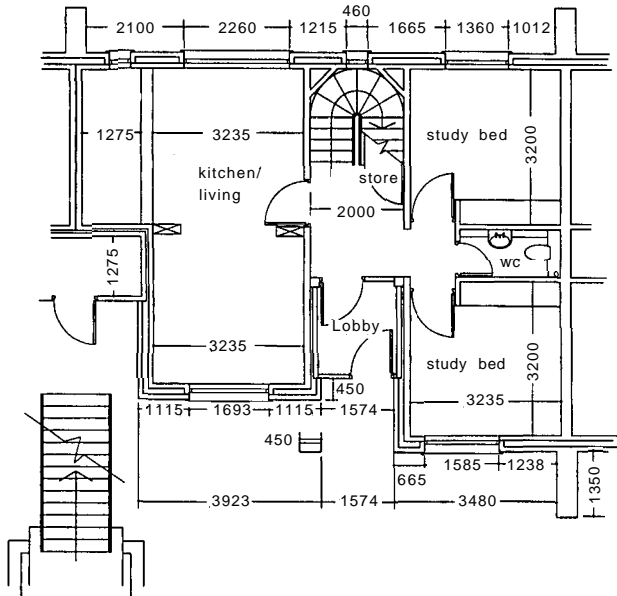 460
2100 2260 1215 1665 1360 1012
1275 3235 study bed 3200
kitchen/
living
store
2000
1275
wc
Lobby
3235 study bed 3200
3235
450
1115 1693 1115 1574
450
1585 1238
665
3923 1574 3480
1350